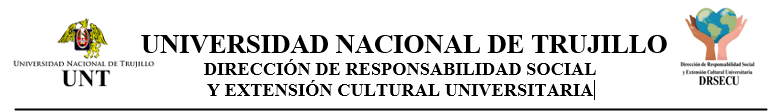 UNIVERSIDAD NACIONAL DE TRUJILLO
UNT
UNIVERSIDAD NACIONAL DE TRUJILLO
DIRECCIÓN DE RESPONSABILIDAD SOCIAL
Y EXTENSIÓN CULTURAL UNIVERSITARIA
Dirección de Responsabilidad Social
y Extensión Cultural Universitaria
DRSECU